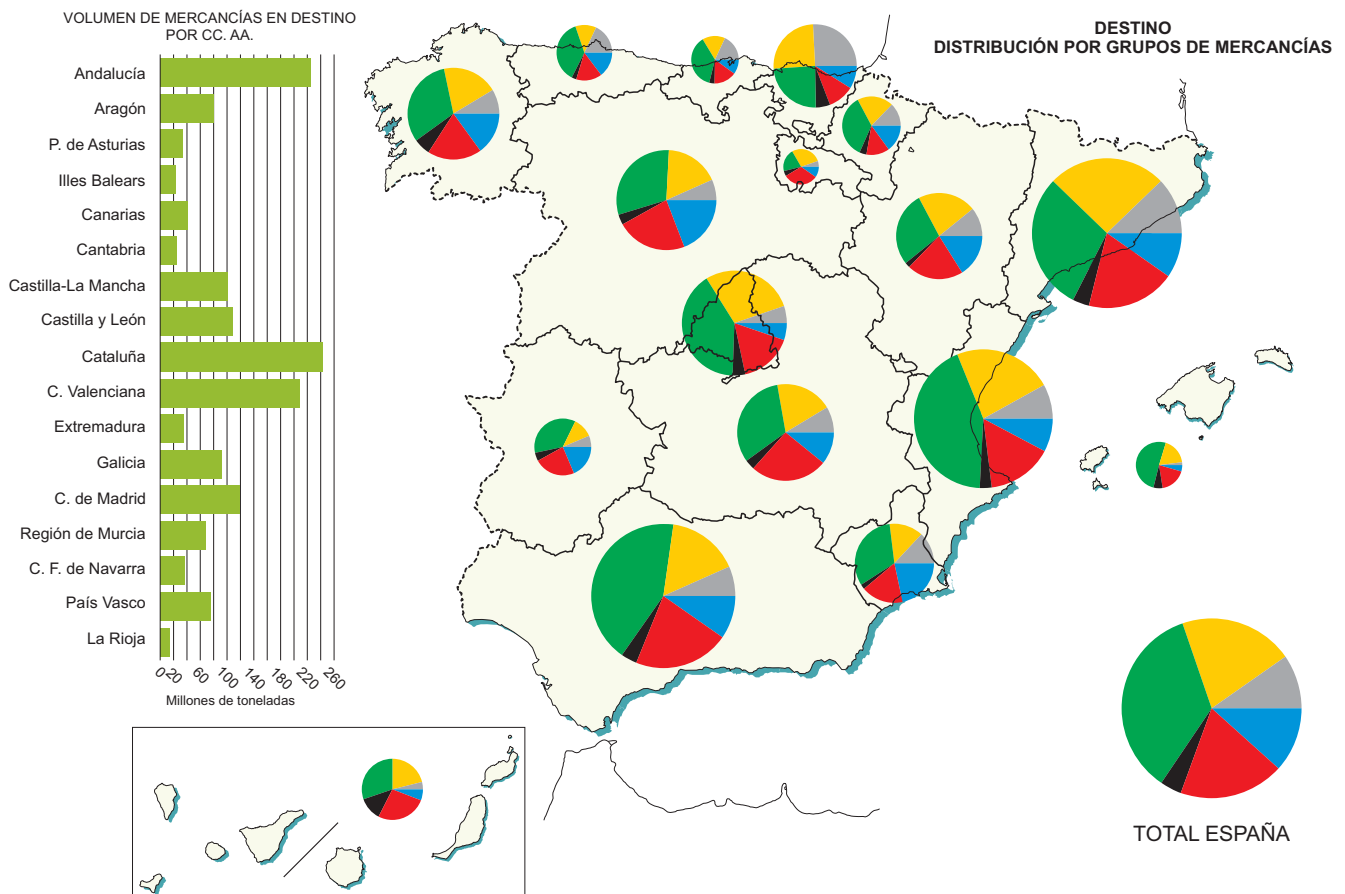 VOLUMEN DE MERCANCÍAS EN DESTINO
POR CC. AA.
Andalucía
Aragón
P. de Asturias
Illes Balears
Canarias
Cantabria
Castilla-La Mancha
Castilla y León
Cataluña
C. Valenciana
Extremadura
Galicia
C. de Madrid
Región de Murcia
C. F. de Navarra
País Vasco
La Rioja
0 20 60 100 140 180 220 260
Millones de toneladas
DESTINO
DISTRIBUCIÓN POR GRUPOS DE MERCANCÍAS
TOTAL ESPAÑA